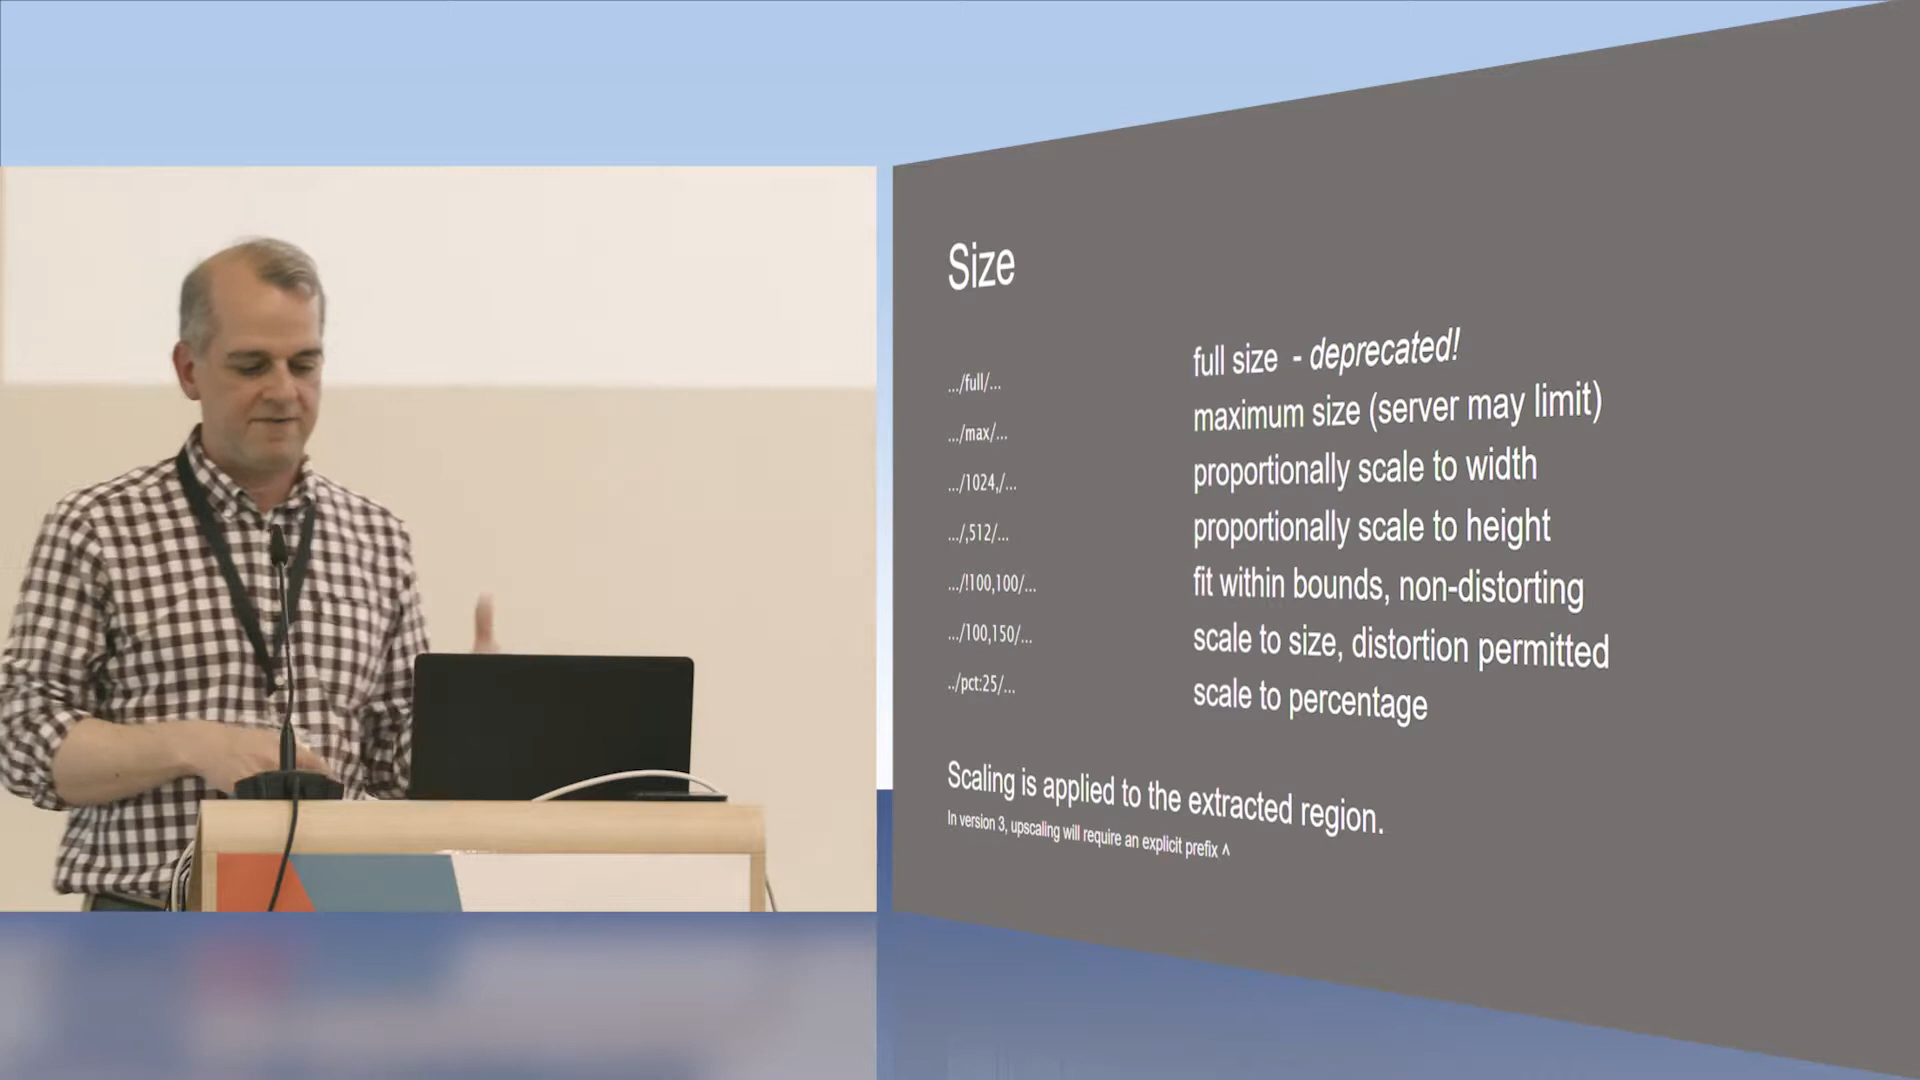 Size
.../full/... full size - deprecated!
.../max/... maximum size (server may limit)
.../1024,/... proportionally scale to width
.../,512/... proportionally scale to height
.../!100,100/... fit within bounds, non-distorting
.../100,150/... scale to size, distortion permitted
../pct:25/... scale to percentage
Scaling is applied to the extracted region.
In version 3, upscaling will require an explicit prefix ^